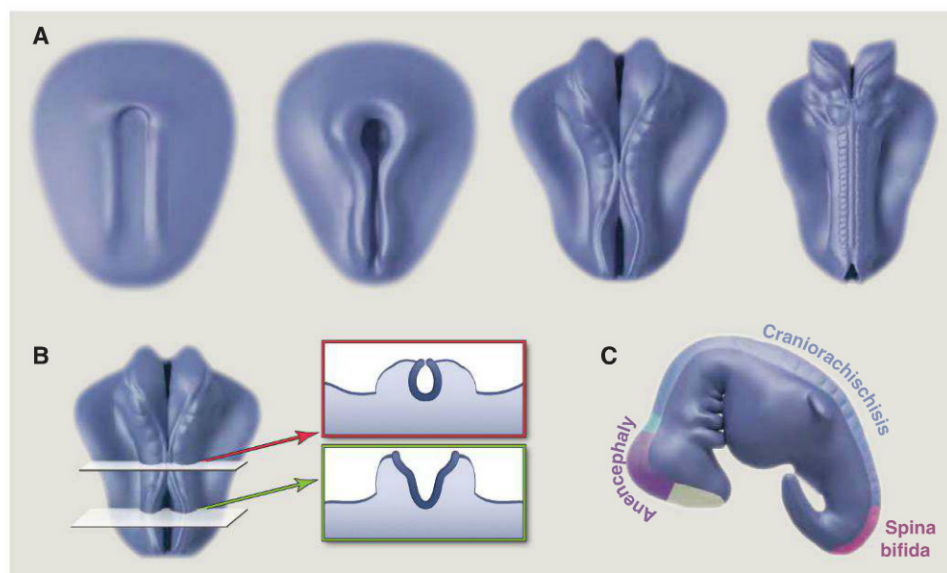 A
B
C
Craniorachischisis
Anencephaly
Spina
bifida